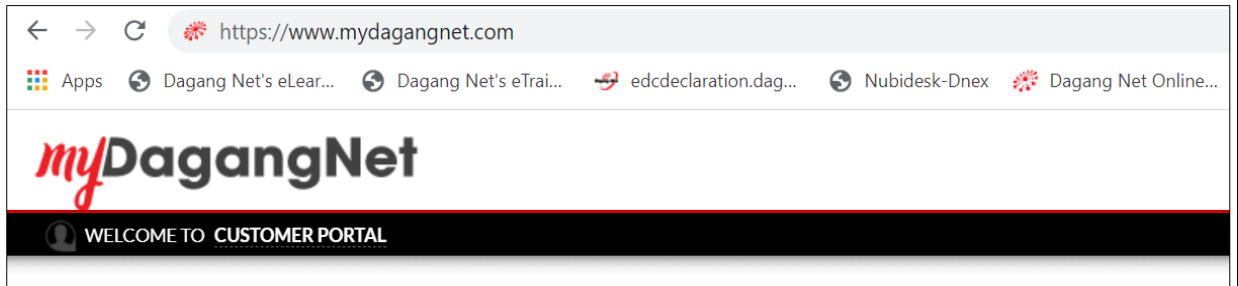 https://www.mydagangnet.com
Apps Dagang Net's eLear... Dagang Net's eTrai... edcdeclaration.dag... Nubidesk-Dnex Dagang Net Online...
myDagangNet
WELCOME TO CUSTOMER PORTAL